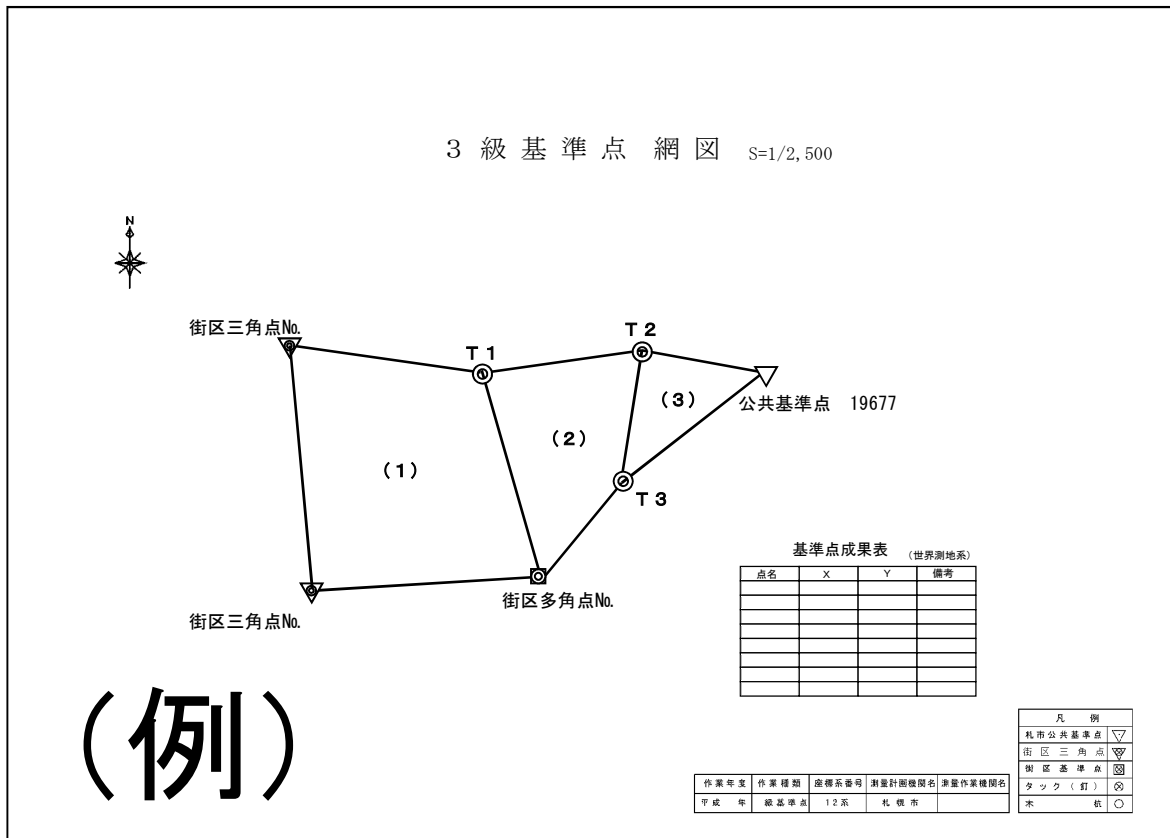 3 級 基 準 点 網 図 S=1/2,500
N
街区三角点No.
T 1
T 2
(3)
公共基準点 19677
(2)
(1)
T 3
街区多角点No.
街区三角点No.
基準点成果表 (世界測地系)
点名 X Y 備考
(例)
凡 例
札市公共基準点
街 区 三 角 点
街 区 基 準 点
タ ッ ク ( 釘 )
木 杭
作業年度 作業種類 座標系番号 測量計画機関名 測量作業機関名
平成 年 級基準点 12系 札 幌 市